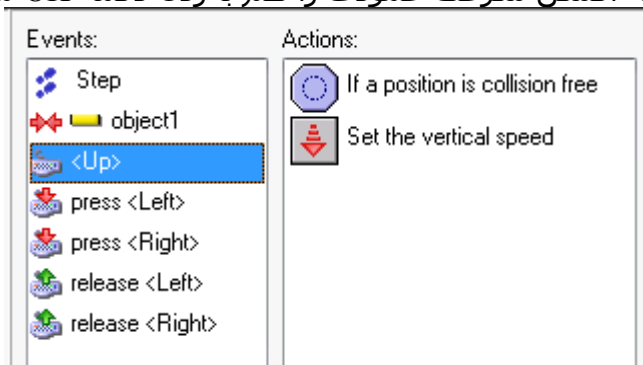 Events:
Actions:
Step
object1
<Up>
press <Left>
press <Right>
release <Left>
release <Right>
If a position is collision free
Set the vertical speed